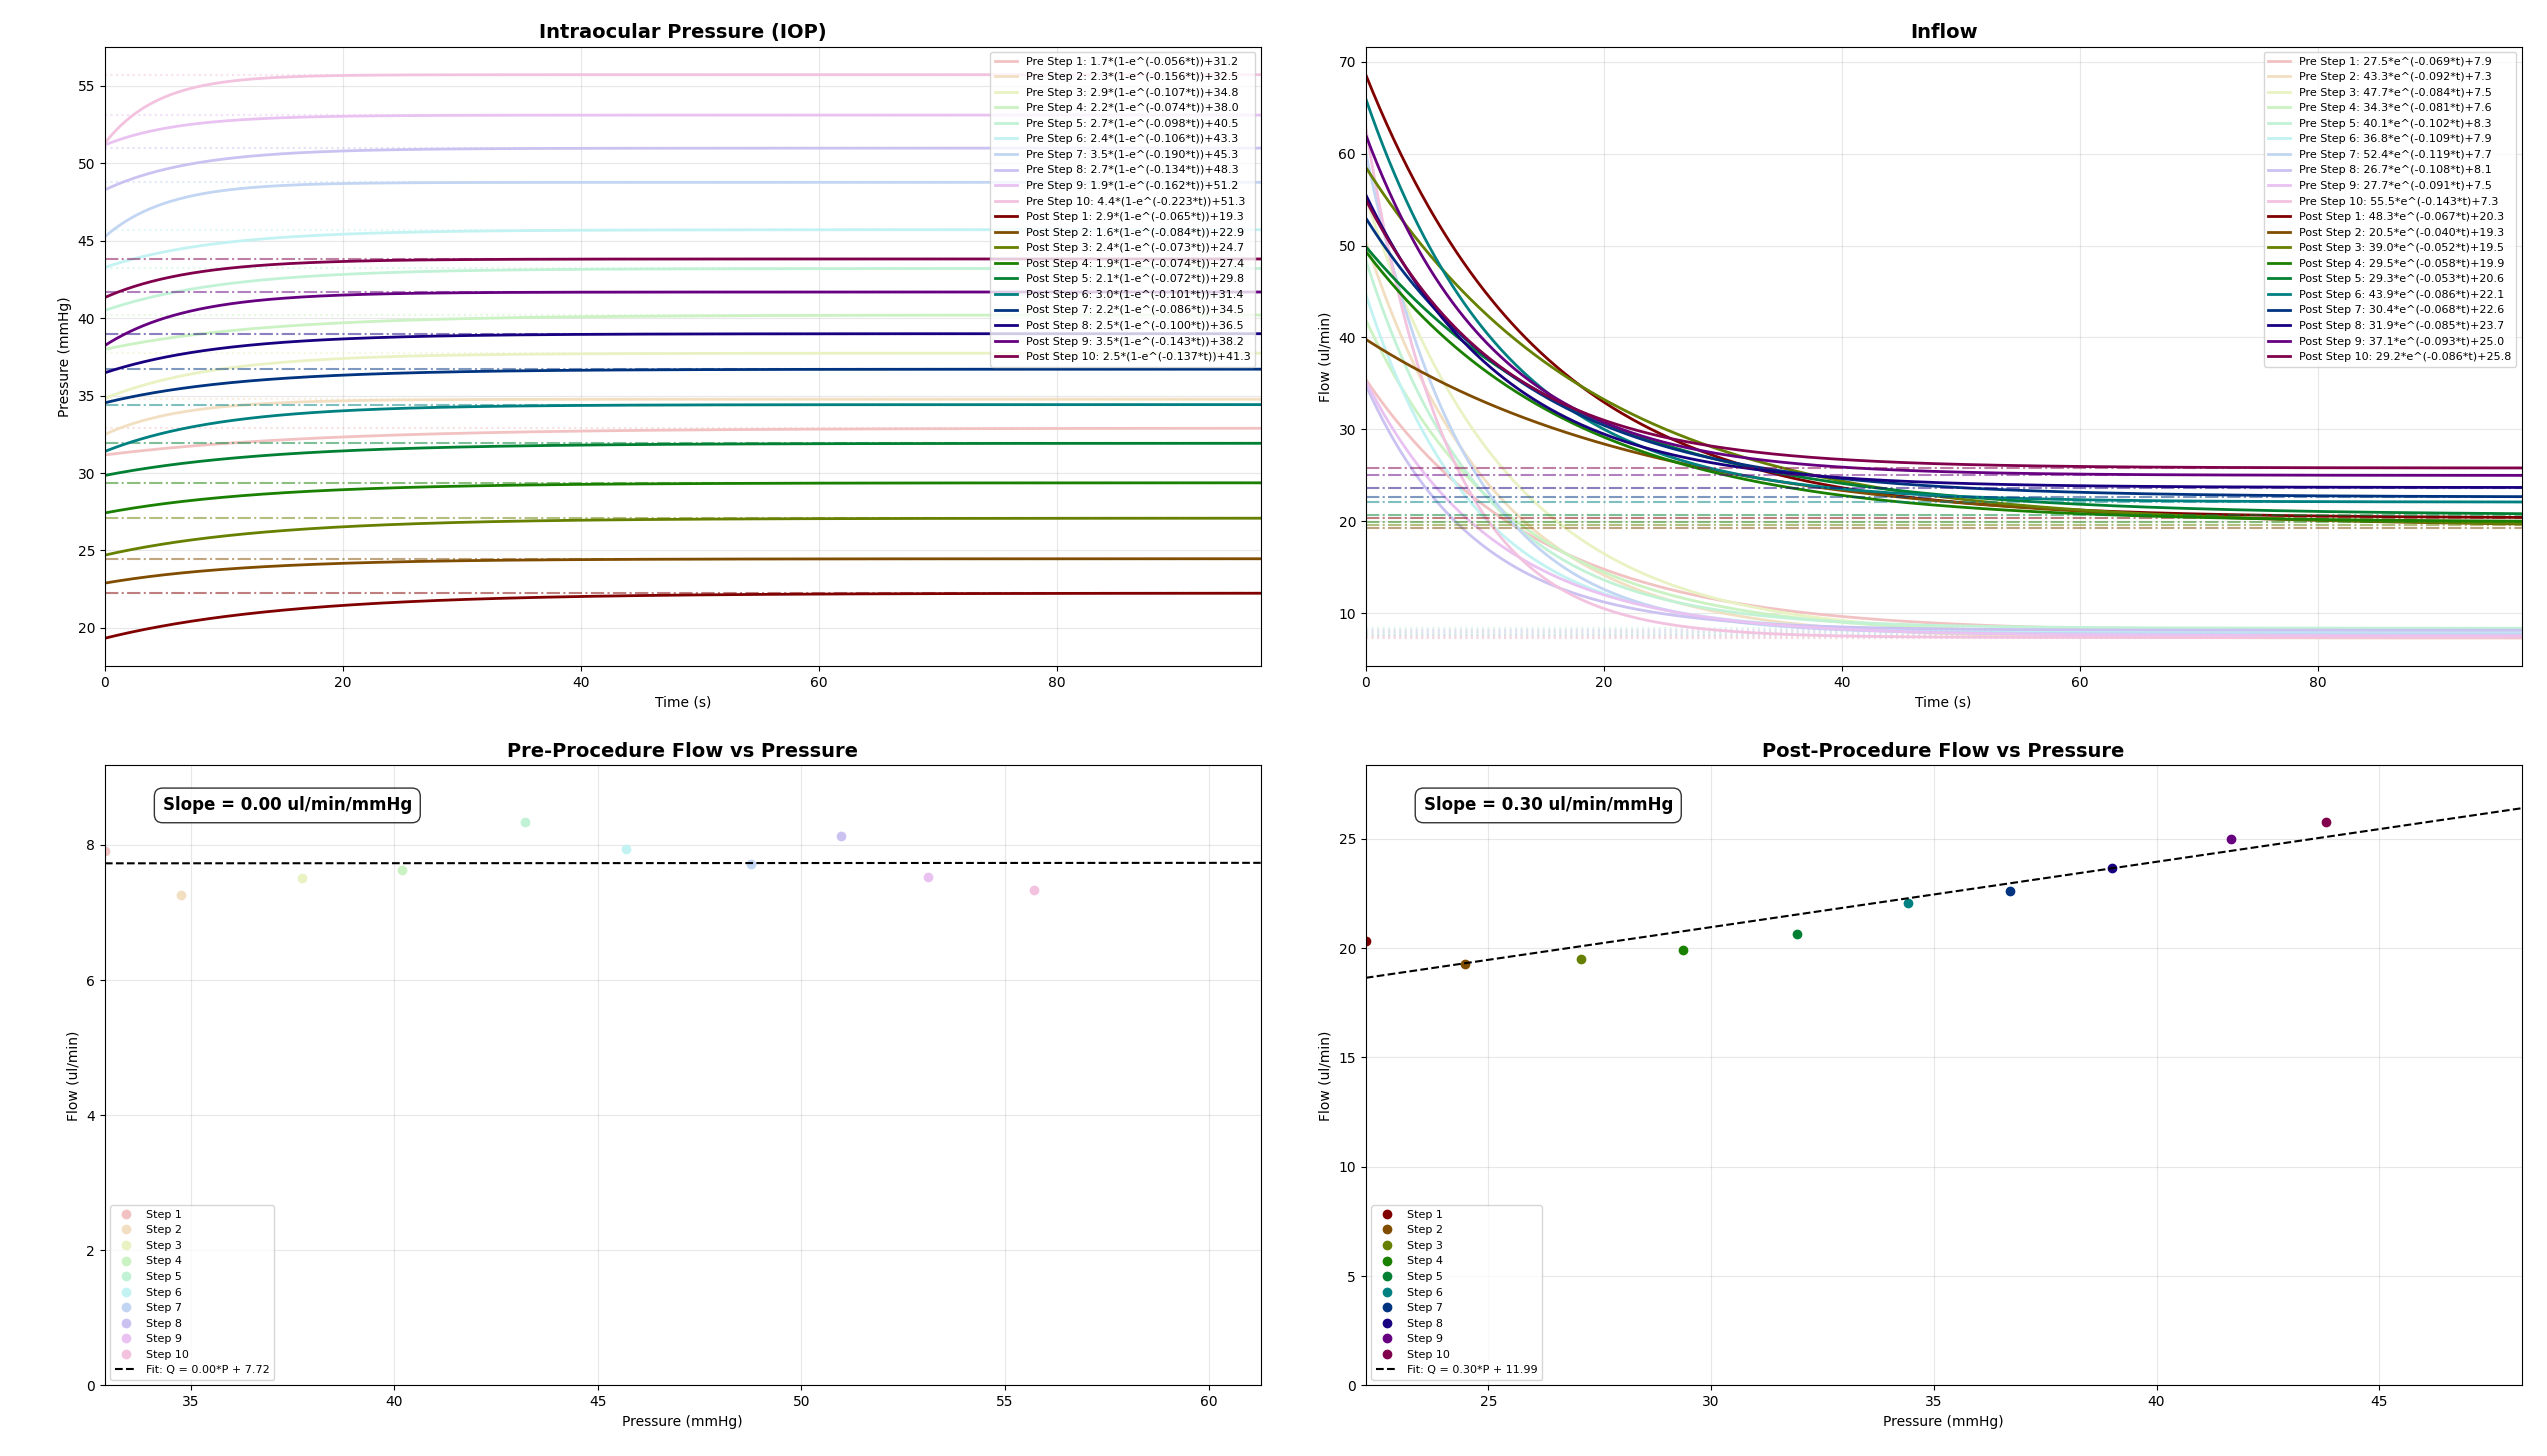 Intraocular Pressure (IOP)
Pressure (mmHg)
55
50
45
40
35
30
25
20
0 20 40 60 80
Time (s)
Pre Step 1: 1.7*(1-e^(-0.056*t))+31.2
Pre Step 2: 2.3*(1-e^(-0.156*t))+32.5
Pre Step 3: 2.9*(1-e^(-0.107*t))+34.8
Pre Step 4: 2.2*(1-e^(-0.074*t))+38.0
Pre Step 5: 2.7*(1-e^(-0.098*t))+40.5
Pre Step 6: 2.4*(1-e^(-0.106*t))+43.3
Pre Step 7: 3.5*(1-e^(-0.190*t))+45.3
Pre Step 8: 2.7*(1-e^(-0.134*t))+48.3
Pre Step 9: 1.9*(1-e^(-0.162*t))+51.2
Pre Step 10: 4.4*(1-e^(-0.223*t))+51.3
Post Step 1: 2.9*(1-e^(-0.065*t))+19.3
Post Step 2: 1.6*(1-e^(-0.084*t))+22.9
Post Step 3: 2.4*(1-e^(-0.073*t))+24.7
Post Step 4: 1.9*(1-e^(-0.074*t))+27.4
Post Step 5: 2.1*(1-e^(-0.072*t))+29.8
Post Step 6: 3.0*(1-e^(-0.101*t))+31.4
Post Step 7: 2.2*(1-e^(-0.086*t))+34.5
Post Step 8: 2.5*(1-e^(-0.100*t))+36.5
Post Step 9: 3.5*(1-e^(-0.143*t))+38.2
Post Step 10: 2.5*(1-e^(-0.137*t))+41.3
Inflow
Flow (ul/min)
70
60
50
40
30
20
10
0 20 40 60 80
Time (s)
Pre Step 1: 27.5*e^(-0.069*t)+7.9
Pre Step 2: 43.3*e^(-0.092*t)+7.3
Pre Step 3: 47.7*e^(-0.084*t)+7.5
Pre Step 4: 34.3*e^(-0.081*t)+7.6
Pre Step 5: 40.1*e^(-0.102*t)+8.3
Pre Step 6: 36.8*e^(-0.109*t)+7.9
Pre Step 7: 52.4*e^(-0.119*t)+7.7
Pre Step 8: 26.7*e^(-0.108*t)+8.1
Pre Step 9: 27.7*e^(-0.091*t)+7.5
Pre Step 10: 55.5*e^(-0.143*t)+7.3
Post Step 1: 48.3*e^(-0.067*t)+20.3
Post Step 2: 20.5*e^(-0.040*t)+19.3
Post Step 3: 39.0*e^(-0.052*t)+19.5
Post Step 4: 29.5*e^(-0.058*t)+19.9
Post Step 5: 29.3*e^(-0.053*t)+20.6
Post Step 6: 43.9*e^(-0.086*t)+22.1
Post Step 7: 30.4*e^(-0.068*t)+22.6
Post Step 8: 31.9*e^(-0.085*t)+23.7
Post Step 9: 37.1*e^(-0.093*t)+25.0
Post Step 10: 29.2*e^(-0.086*t)+25.8
Pre-Procedure Flow vs Pressure
Slope = 0.00 ul/min/mmHg
Flow (ul/min)
8
6
4
2
0
Step 1
Step 2
Step 3
Step 4
Step 5
Step 6
Step 7
Step 8
Step 9
Step 10
Fit: Q = 0.00*P + 7.72
35 40 45 50 55 60
Pressure (mmHg)
Post-Procedure Flow vs Pressure
Slope = 0.30 ul/min/mmHg
Flow (ul/min)
25
20
15
10
5
0
Step 1
Step 2
Step 3
Step 4
Step 5
Step 6
Step 7
Step 8
Step 9
Step 10
Fit: Q = 0.30*P + 11.99
25 30 35 40 45
Pressure (mmHg)